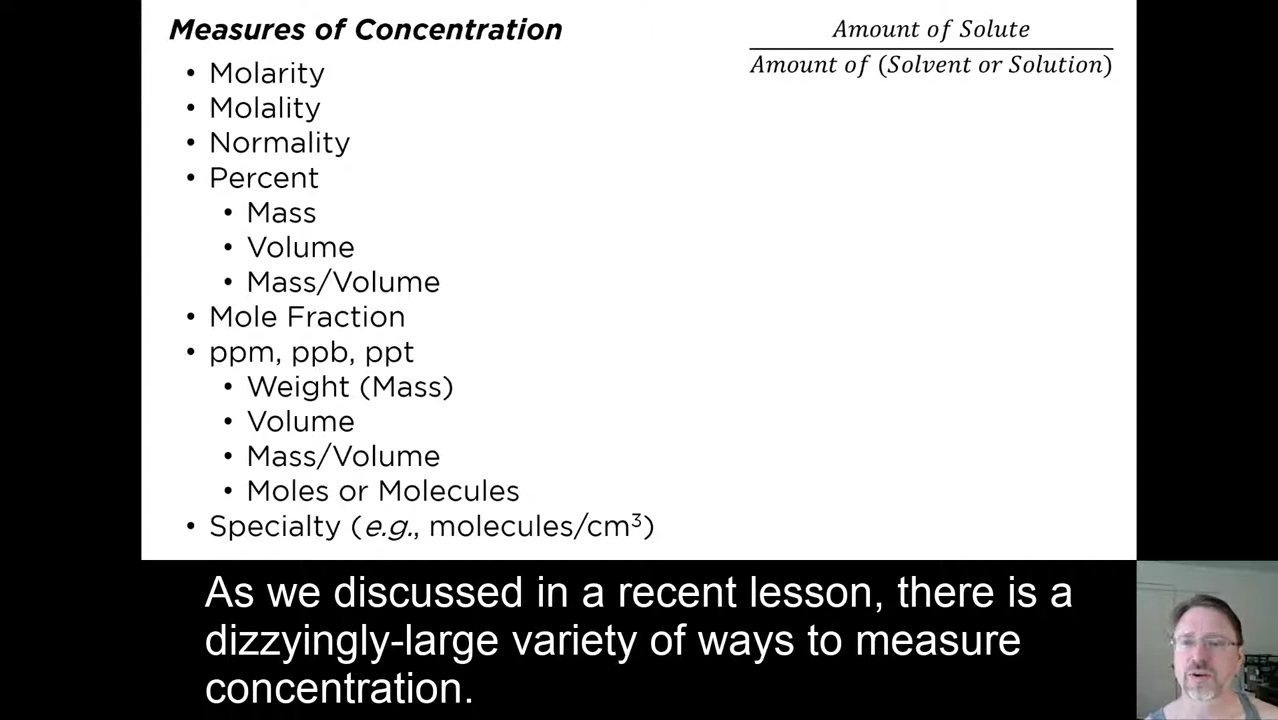 Measures of Concentration
• Molarity
• Molality
• Normality
• Percent
• Mass
• Volume
• Mass/Volume
• Mole Fraction
• ppm, ppb, ppt
• Weight (Mass)
• Volume
• Mass/Volume
• Moles or Molecules
• Specialty (e.g., molecules/cm³)
Amount of Solute
Amount of (Solvent or Solution)
As we discussed in a recent lesson, there is a
dizzyingly-large variety of ways to measure
concentration.